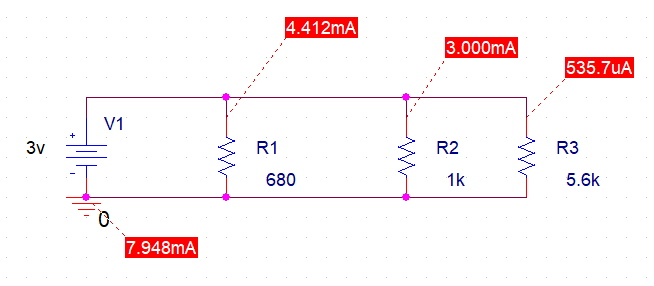 4.412mA
3.000mA
535.7uA
V1
3v
R1
680
R2
1k
R3
5.6k
0
7.948mA